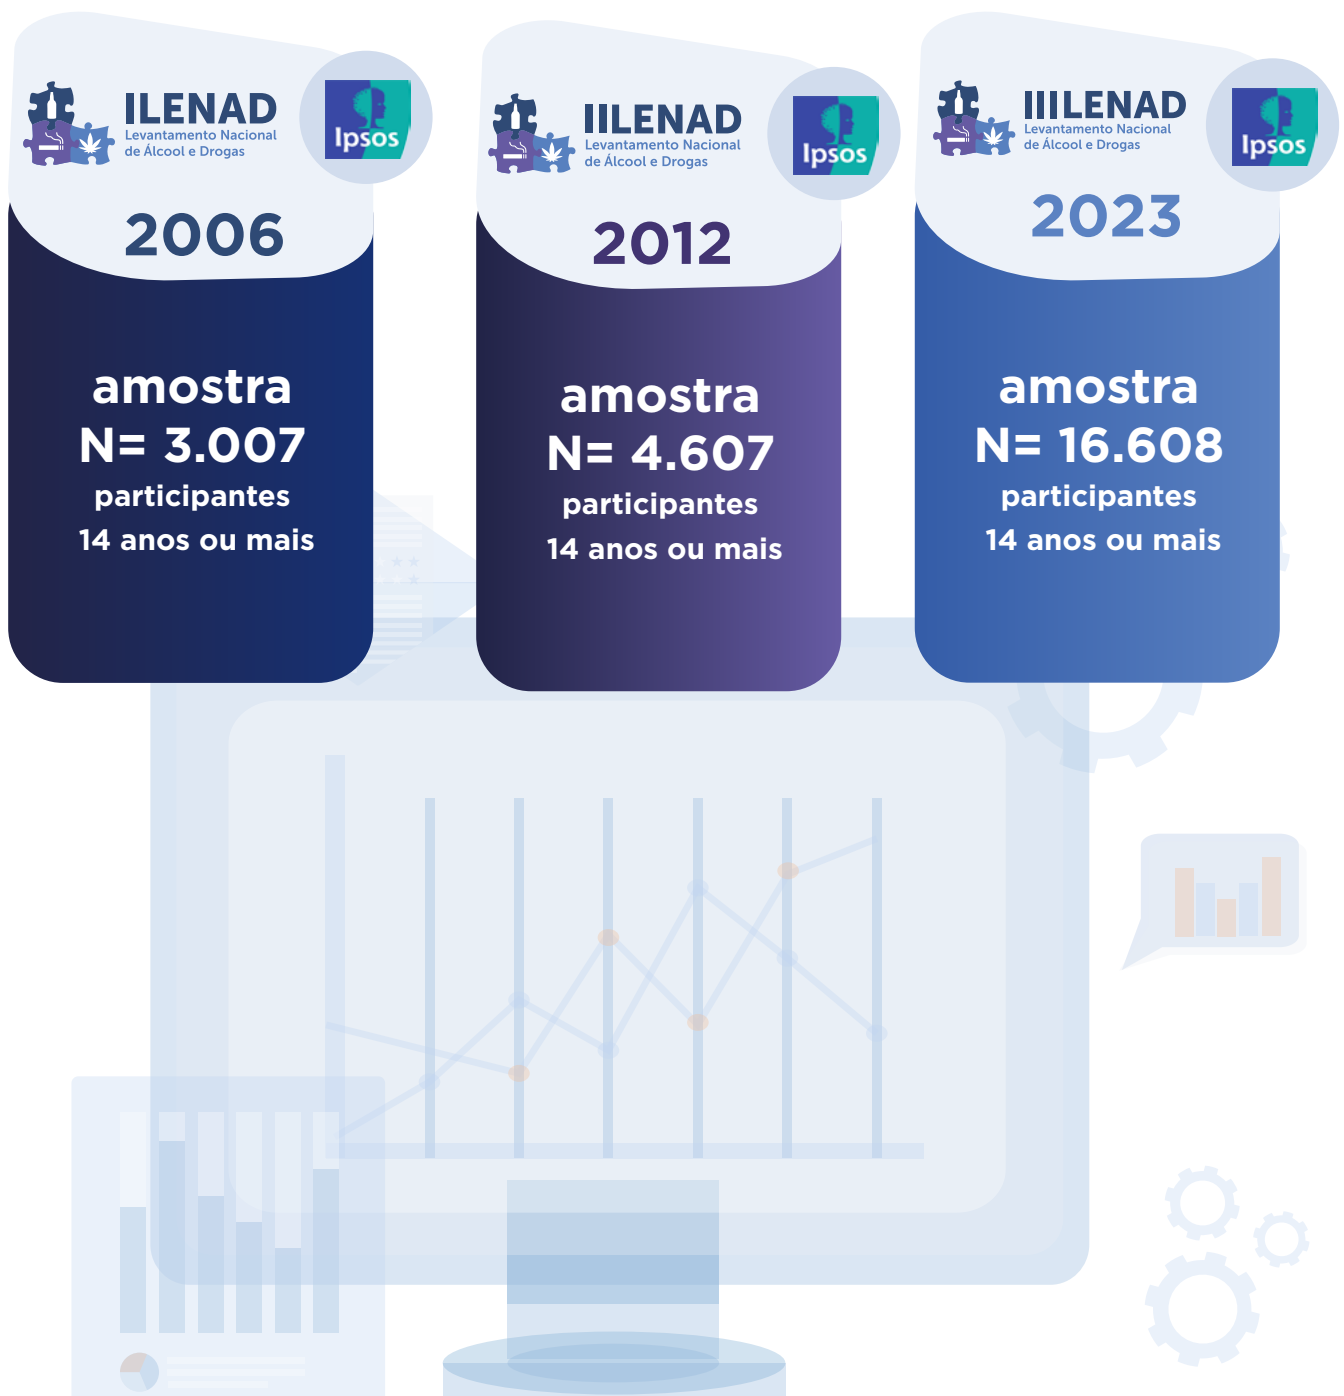 ILENAD
Levantamento Nacional
de Álcool e Drogas
Ipsos
2006
amostra
N= 3.007
participantes
14 anos ou mais
IILENAD
Levantamento Nacional
de Álcool e Drogas
Ipsos
2012
amostra
N= 4.607
participantes
14 anos ou mais
IIILENAD
Levantamento Nacional
de Álcool e Drogas
Ipsos
2023
amostra
N= 16.608
participantes
14 anos ou mais